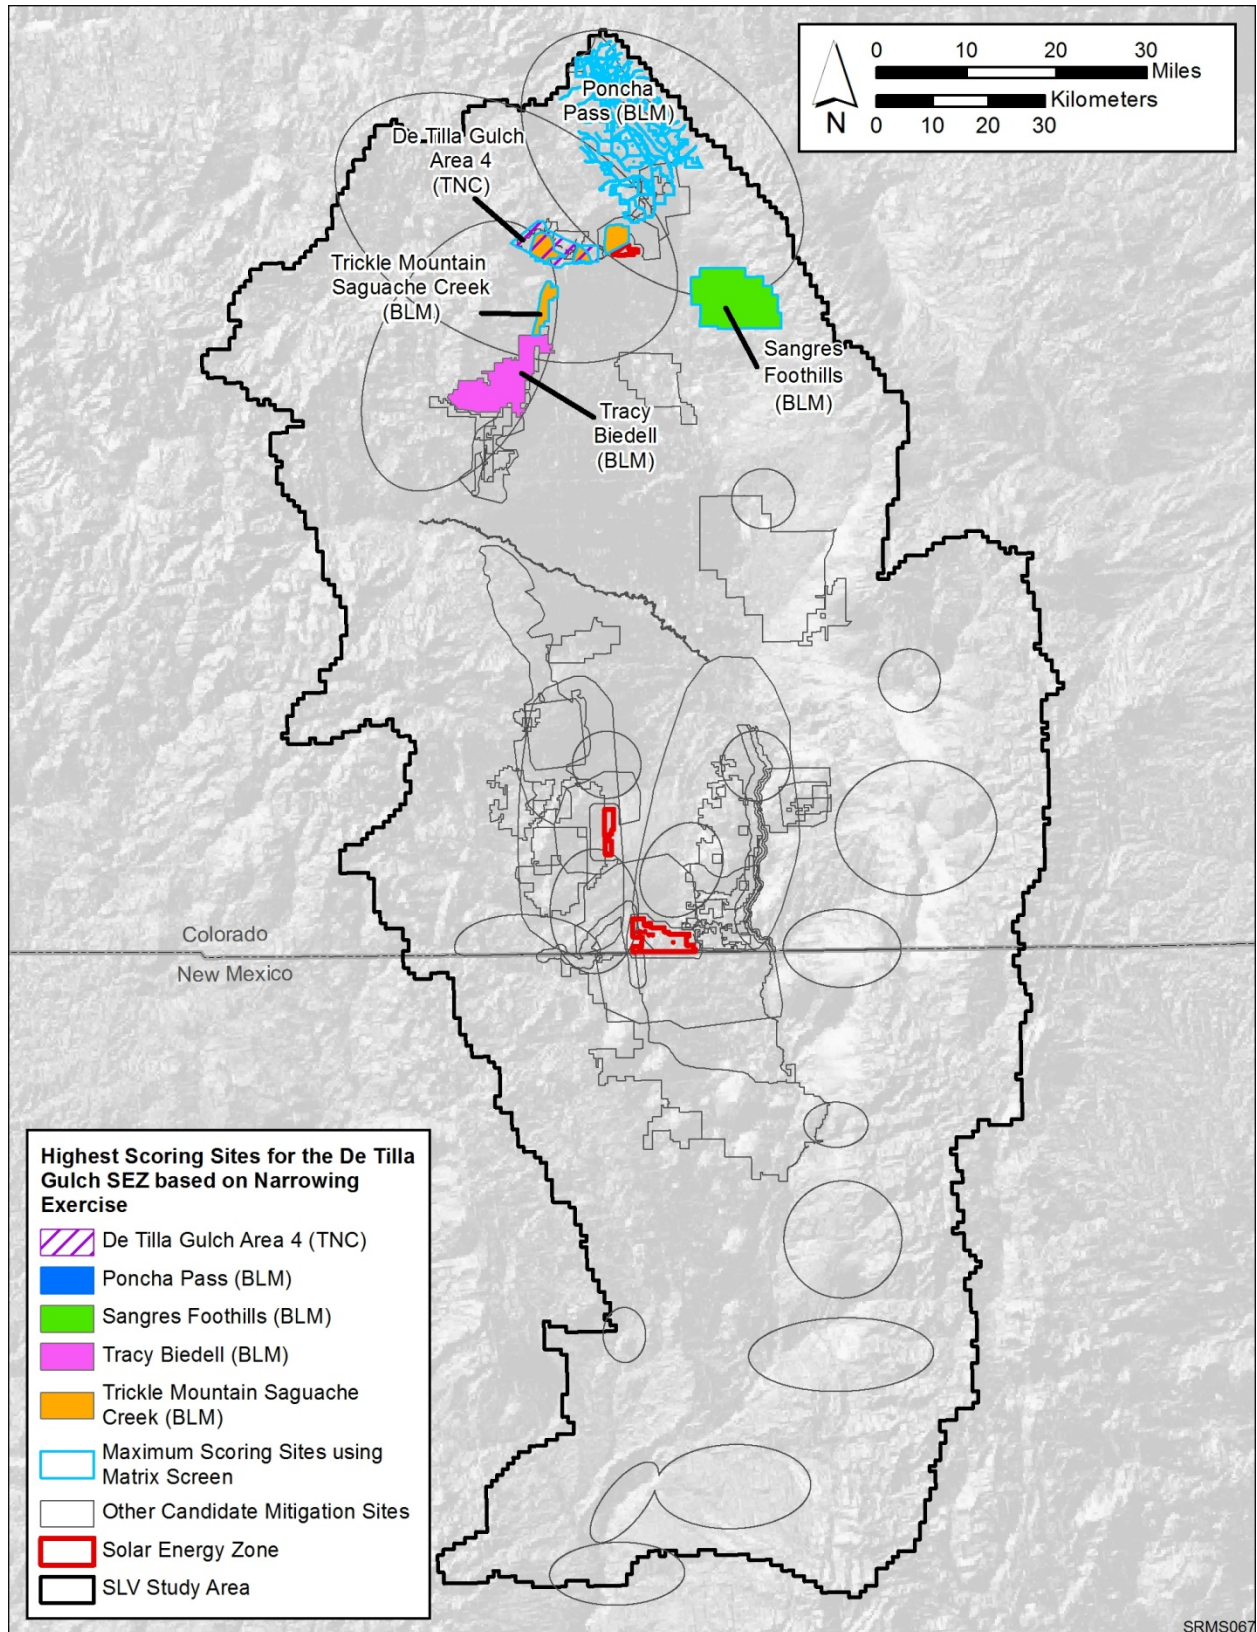 0 10 20 30
Miles
Kilometers
0 10 20 30
N
Poncha
Pass (BLM)
De Tilla Gulch
Area 4
(TNC)
Trickle Mountain
Saguache Creek
(BLM)
Sangres
Foothills
(BLM)
Tracy
Biedell
(BLM)
Colorado
New Mexico
Highest Scoring Sites for the De Tilla
Gulch SEZ based on Narrowing
Exercise
De Tilla Gulch Area 4 (TNC)
Poncha Pass (BLM)
Sangres Foothills (BLM)
Tracy Biedell (BLM)
Trickle Mountain Saguache
Creek (BLM)
Maximum Scoring Sites using
Matrix Screen
Other Candidate Mitigation Sites
Solar Energy Zone
SLV Study Area
SRMS067